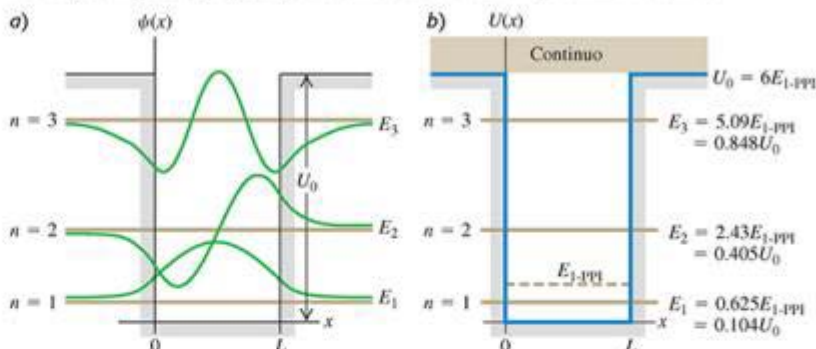 a)
ψ(x)
n = 3
E₃
U₀
n = 2
E₂
n = 1
E₁
x
0
L
b)
U(x)
Continuo
U₀ = 6E₁₋PPI
n = 3
E₃ = 5.09E₁₋PPI
= 0.848U₀
n = 2
E₂ = 2.43E₁₋PPI
= 0.405U₀
E₁₋PPI
n = 1
E₁ = 0.625E₁₋PPI
x
= 0.104U₀
0
L